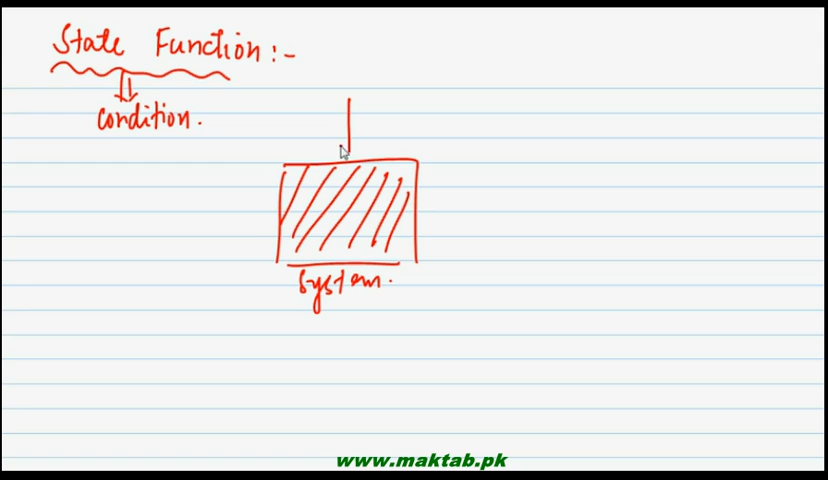 State Function :-
Condition.
System.
www.maktab.pk